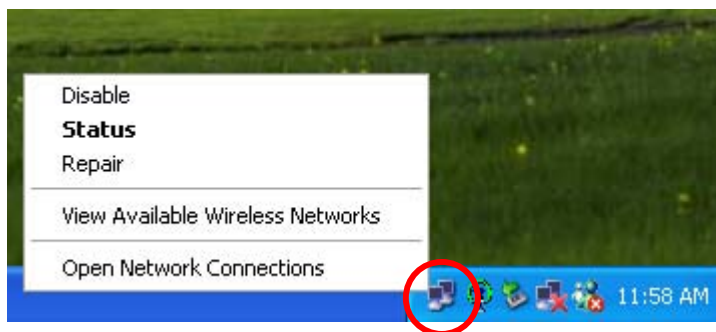 Disable
Status
Repair
View Available Wireless Networks
Open Network Connections
11:58 AM